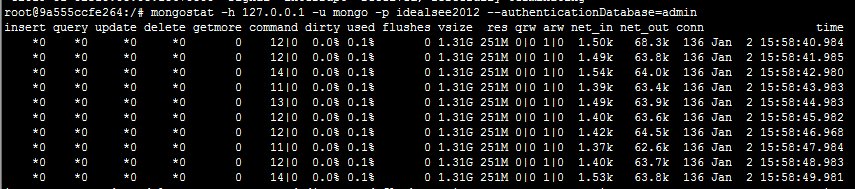 root@9a555ccfe264:/# mongostat -h 127.0.0.1 -u mongo -p idealsee2012 --authenticationDatabase=admin
insert query update delete getmore command dirty used flushes vsize res qrw arw net_in net_out conn time
*0 *0 *0 *0 0 12|0 0.0% 0.1% 0 1.31G 251M 0|0 1|0 1.50k 68.3k 136 Jan 2 15:58:40.984
*0 *0 *0 *0 0 12|0 0.0% 0.1% 0 1.31G 251M 0|0 1|0 1.49k 63.8k 136 Jan 2 15:58:41.985
*0 *0 *0 *0 0 14|0 0.0% 0.1% 0 1.31G 251M 0|0 1|0 1.54k 64.0k 136 Jan 2 15:58:42.980
*0 *0 *0 *0 0 11|0 0.0% 0.1% 0 1.31G 251M 0|0 1|0 1.39k 63.4k 136 Jan 2 15:58:43.983
*0 *0 *0 *0 0 13|0 0.0% 0.1% 0 1.31G 251M 0|0 1|0 1.49k 63.9k 136 Jan 2 15:58:44.983
*0 *0 *0 *0 0 12|0 0.0% 0.1% 0 1.31G 251M 0|0 1|0 1.40k 63.6k 136 Jan 2 15:58:45.983
*0 *0 *0 *0 0 12|0 0.0% 0.1% 0 1.31G 251M 0|0 1|0 1.42k 64.5k 136 Jan 2 15:58:46.968
*0 *0 *0 *0 0 11|0 0.0% 0.1% 0 1.31G 251M 0|0 1|0 1.37k 62.6k 136 Jan 2 15:58:47.984
*0 *0 *0 *0 0 12|0 0.0% 0.1% 0 1.31G 251M 0|0 1|0 1.40k 63.7k 136 Jan 2 15:58:48.983
*0 *0 *0 *0 0 14|0 0.0% 0.1% 0 1.31G 251M 0|0 1|0 1.53k 63.8k 136 Jan 2 15:58:49.981